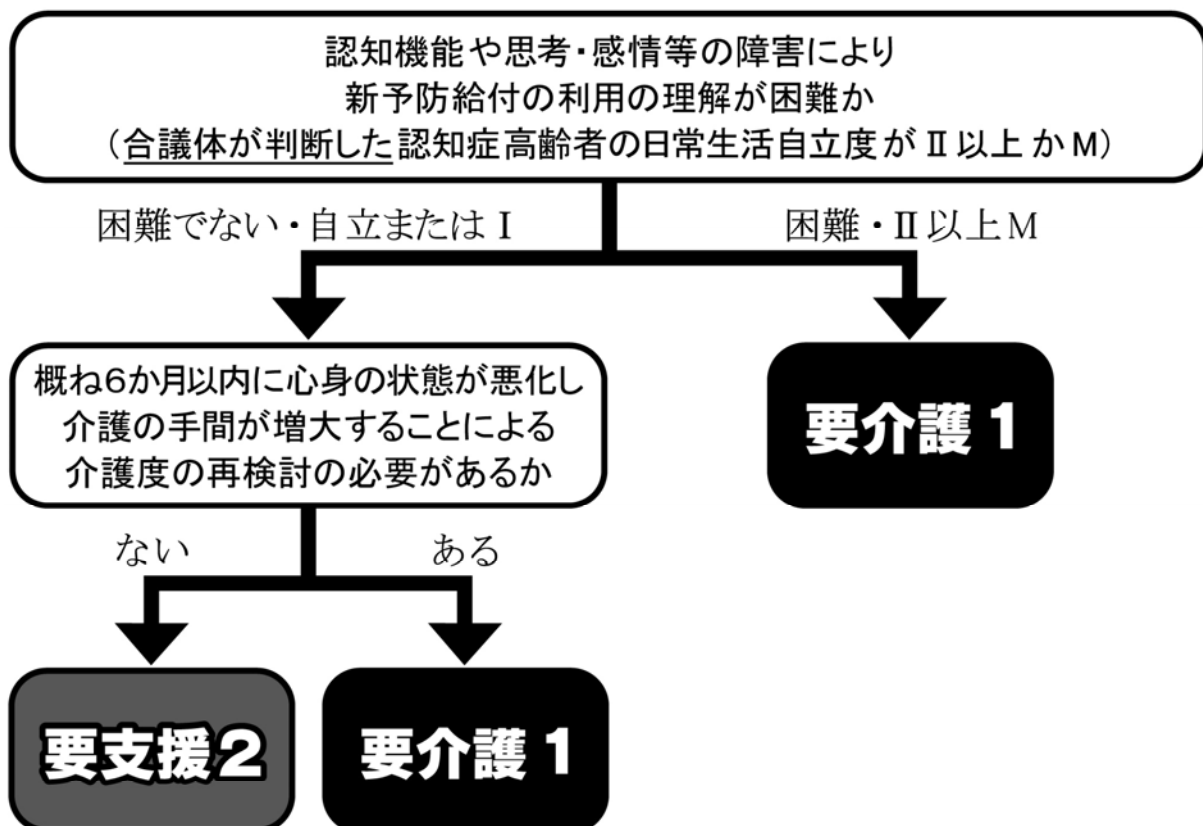 認知機能や思考・感情等の障害により
新予防給付の利用の理解が困難か
（合議体が判断した認知症高齢者の日常生活自立度がⅡ以上かM）
困難でない・自立またはⅠ
困難・Ⅱ以上M
概ね6か月以内に心身の状態が悪化し
介護の手間が増大することによる
介護度の再検討の必要があるか
要介護1
ない
ある
要支援2
要介護1